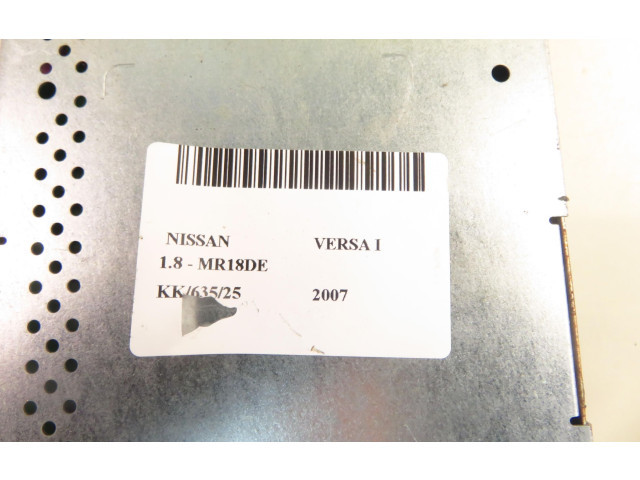 NISSAN VERSA I
1.8 - MR18DE
KK/635/25 2007